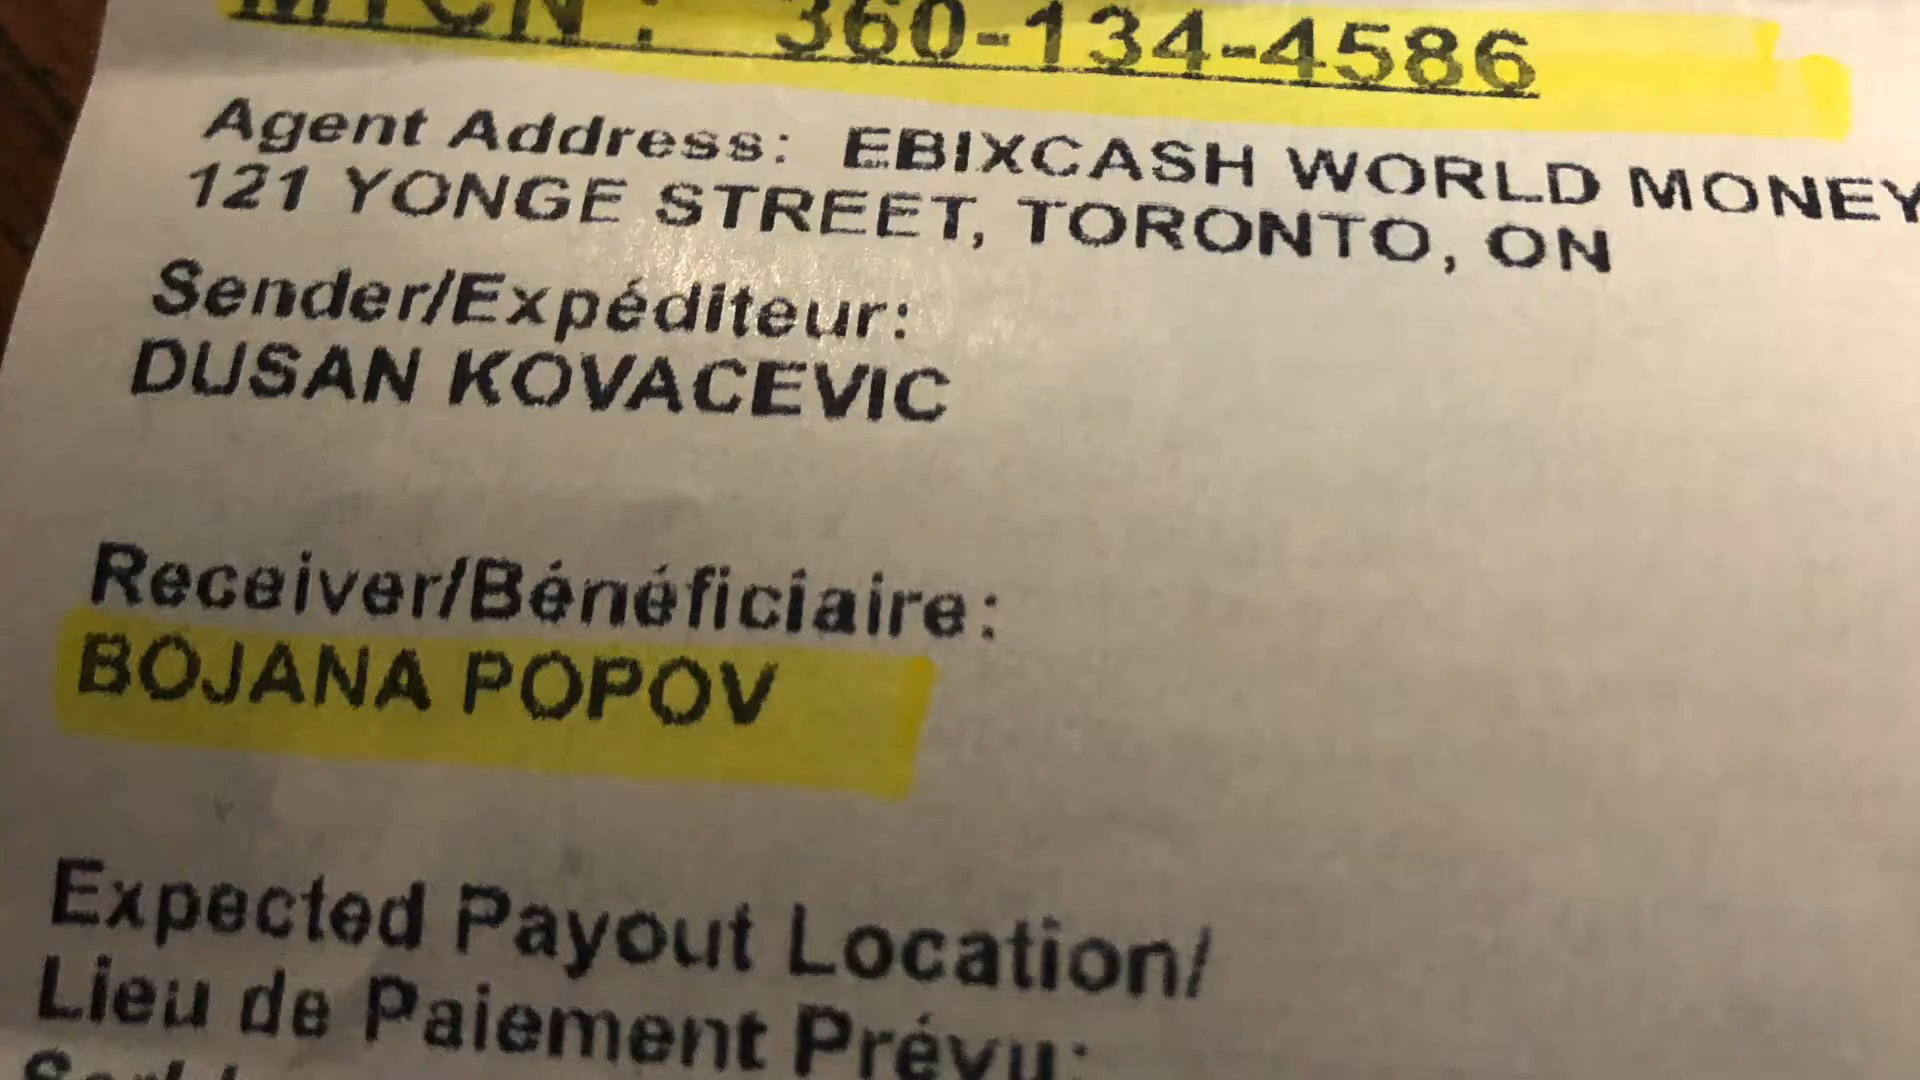 MTCN : 360-134-4586
Agent Address: EBIXCASH WORLD MONEY
121 YONGE STREET, TORONTO, ON
Sender/Expéditeur:
DUSAN KOVACEVIC
Receiver/Bénéficiaire:
BOJANA POPOV
Expected Payout Location/
Lieu de Paiement Prévu: